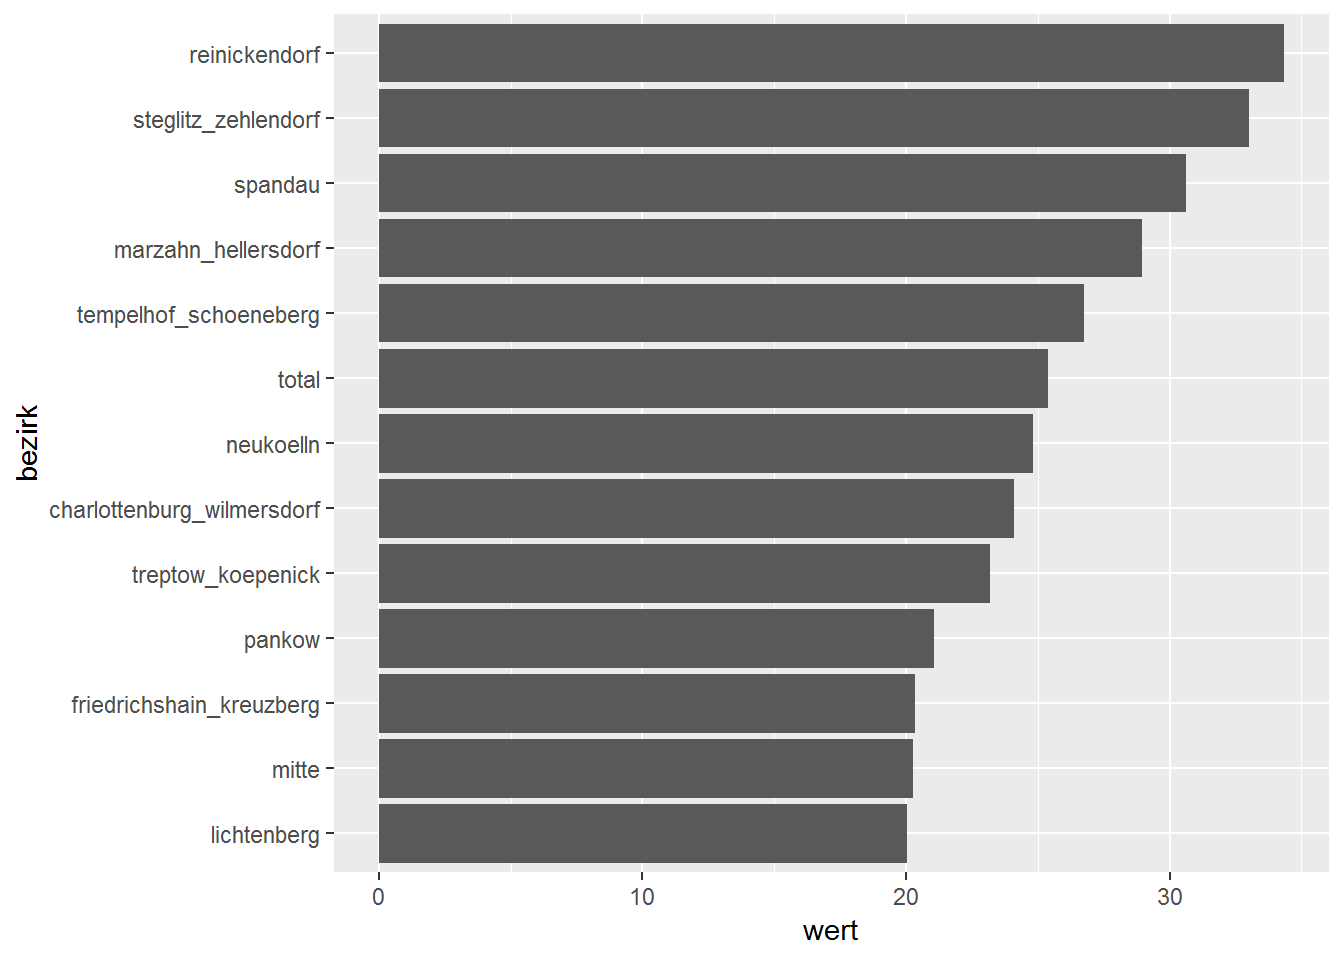 reinickendorf
steglitz_zehlendorf
spandau
marzahn_hellersdorf
tempelhof_schoeneberg
total
neukoelln
charlottenburg_wilmersdorf
treptow_koepenick
pankow
friedrichshain_kreuzberg
mitte
lichtenberg
bezirk
0 10 20 30
wert